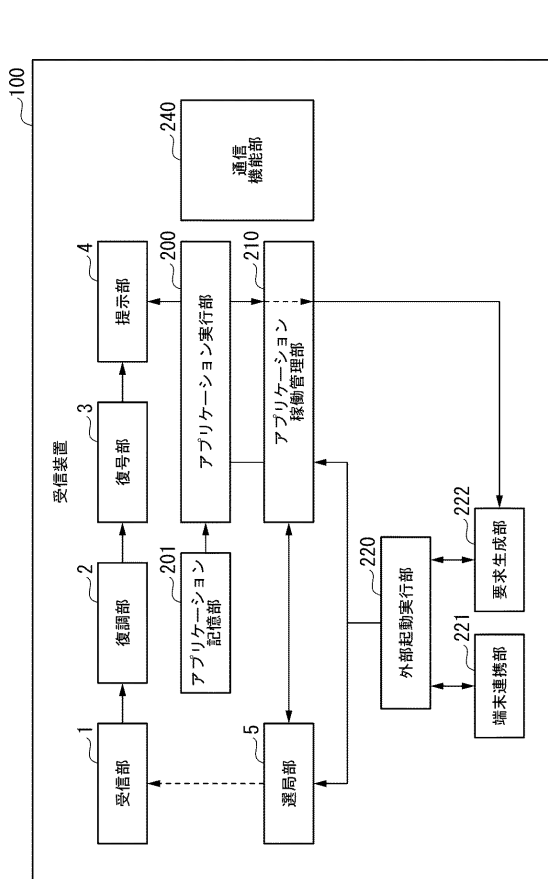 100
受信装置
1
受信部
2
復調部
3
復号部
4
提示部
201
アプリケーション
記憶部
200
アプリケーション実行部
5
選局部
210
アプリケーション
稼働管理部
240
通信
機能部
220
外部起動実行部
221
端末連携部
222
要求生成部